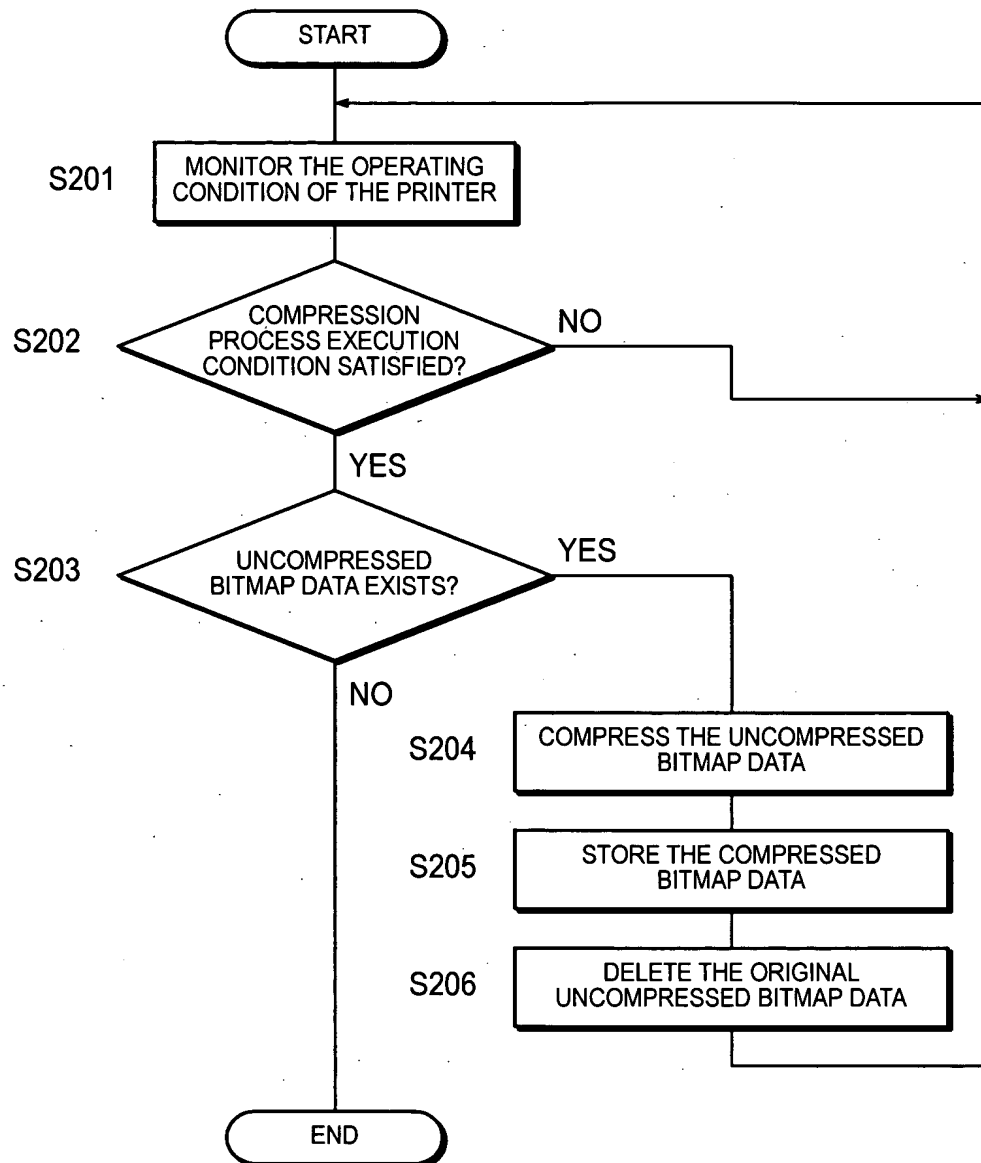 START
S201
MONITOR THE OPERATING
CONDITION OF THE PRINTER
S202
COMPRESSION
PROCESS EXECUTION
CONDITION SATISFIED?
NO
YES
S203
UNCOMPRESSED
BITMAP DATA EXISTS?
YES
NO
S204
COMPRESS THE UNCOMPRESSED
BITMAP DATA
S205
STORE THE COMPRESSED
BITMAP DATA
S206
DELETE THE ORIGINAL
UNCOMPRESSED BITMAP DATA
END